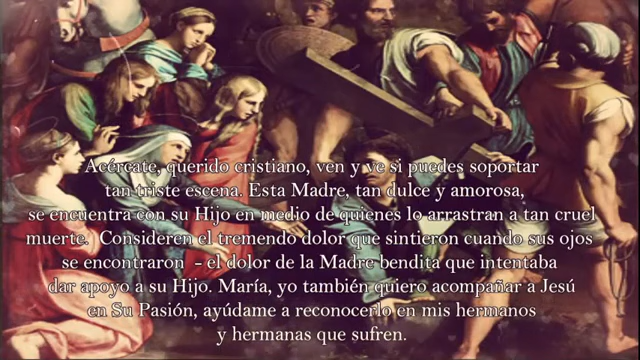 Acércate, querido cristiano, ven y ve si puedes soportar
tan triste escena. Esta Madre, tan dulce y amorosa,
se encuentra con su Hijo en medio de quienes lo arrastran a tan cruel
muerte. Consideren el tremendo dolor que sintieron cuando sus ojos
se encontraron - el dolor de la Madre bendita que intentaba
dar apoyo a su Hijo. María, yo también quiero acompañar a Jesú
en Su Pasión, ayúdame a reconocerlo en mis hermanos
y hermanas que sufren.